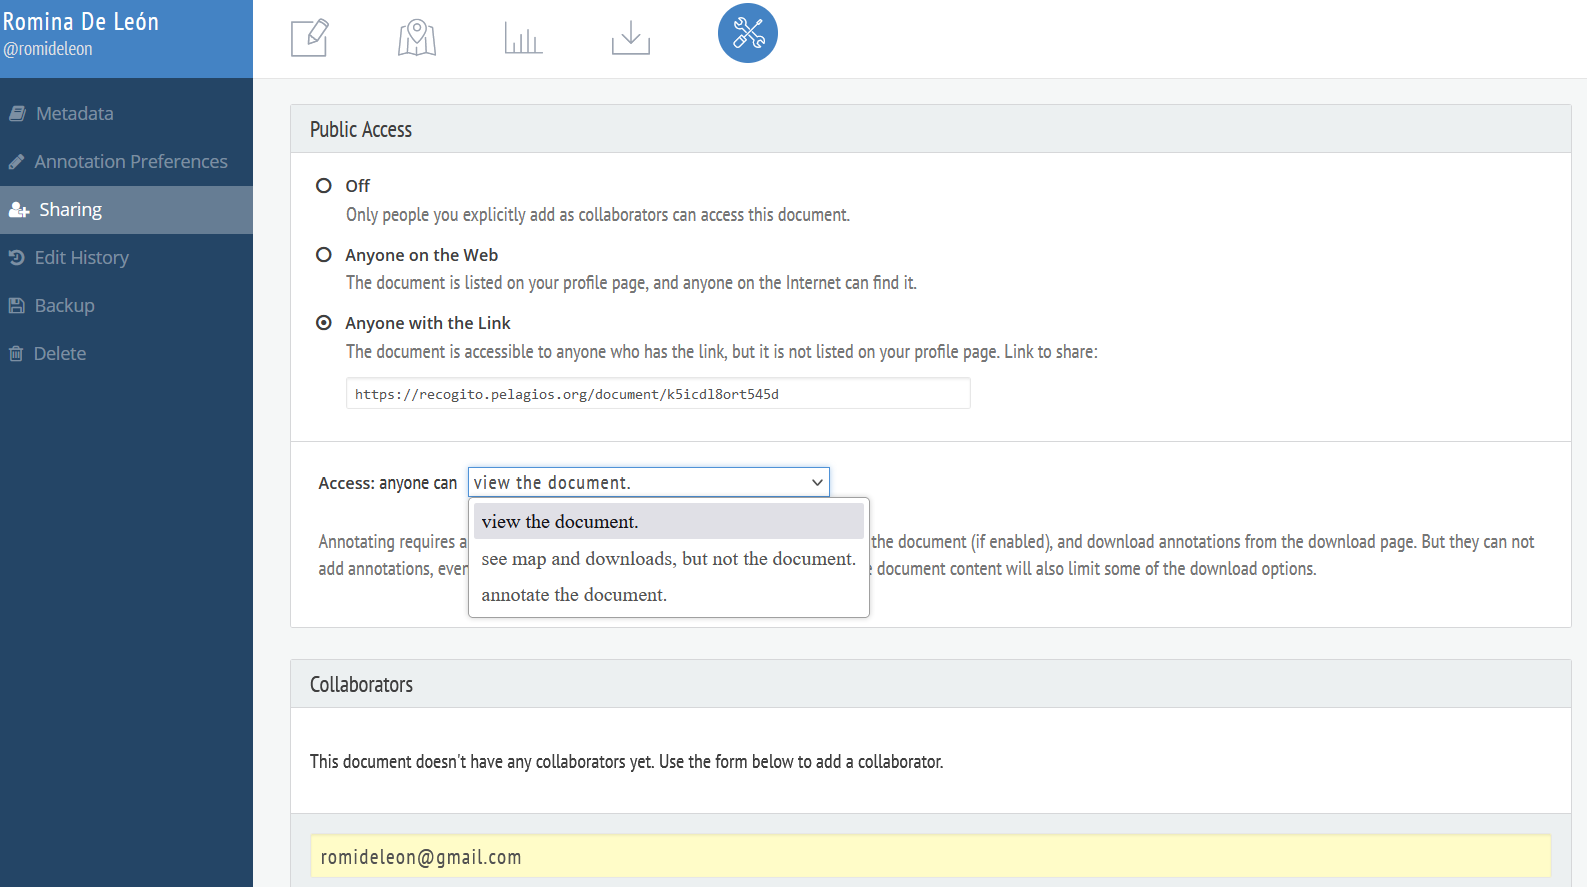 Romina De León
@romideleon
Metadata
Annotation Preferences
Sharing
Edit History
Backup
Delete
Public Access
Off
Only people you explicitly add as collaborators can access this document.
Anyone on the Web
The document is listed on your profile page, and anyone on the Internet can find it.
Anyone with the Link
The document is accessible to anyone who has the link, but it is not listed on your profile page. Link to share:
https://recogito.pelagios.org/document/k5icdl8ort545d
Access: anyone can view the document.
view the document.
see map and downloads, but not the document.
annotate the document.
Annotating requires the document (if enabled), and download annotations from the download page. But they can not
add annotations, document content will also limit some of the download options.
Collaborators
This document doesn't have any collaborators yet. Use the form below to add a collaborator.
romideleon@gmail.com